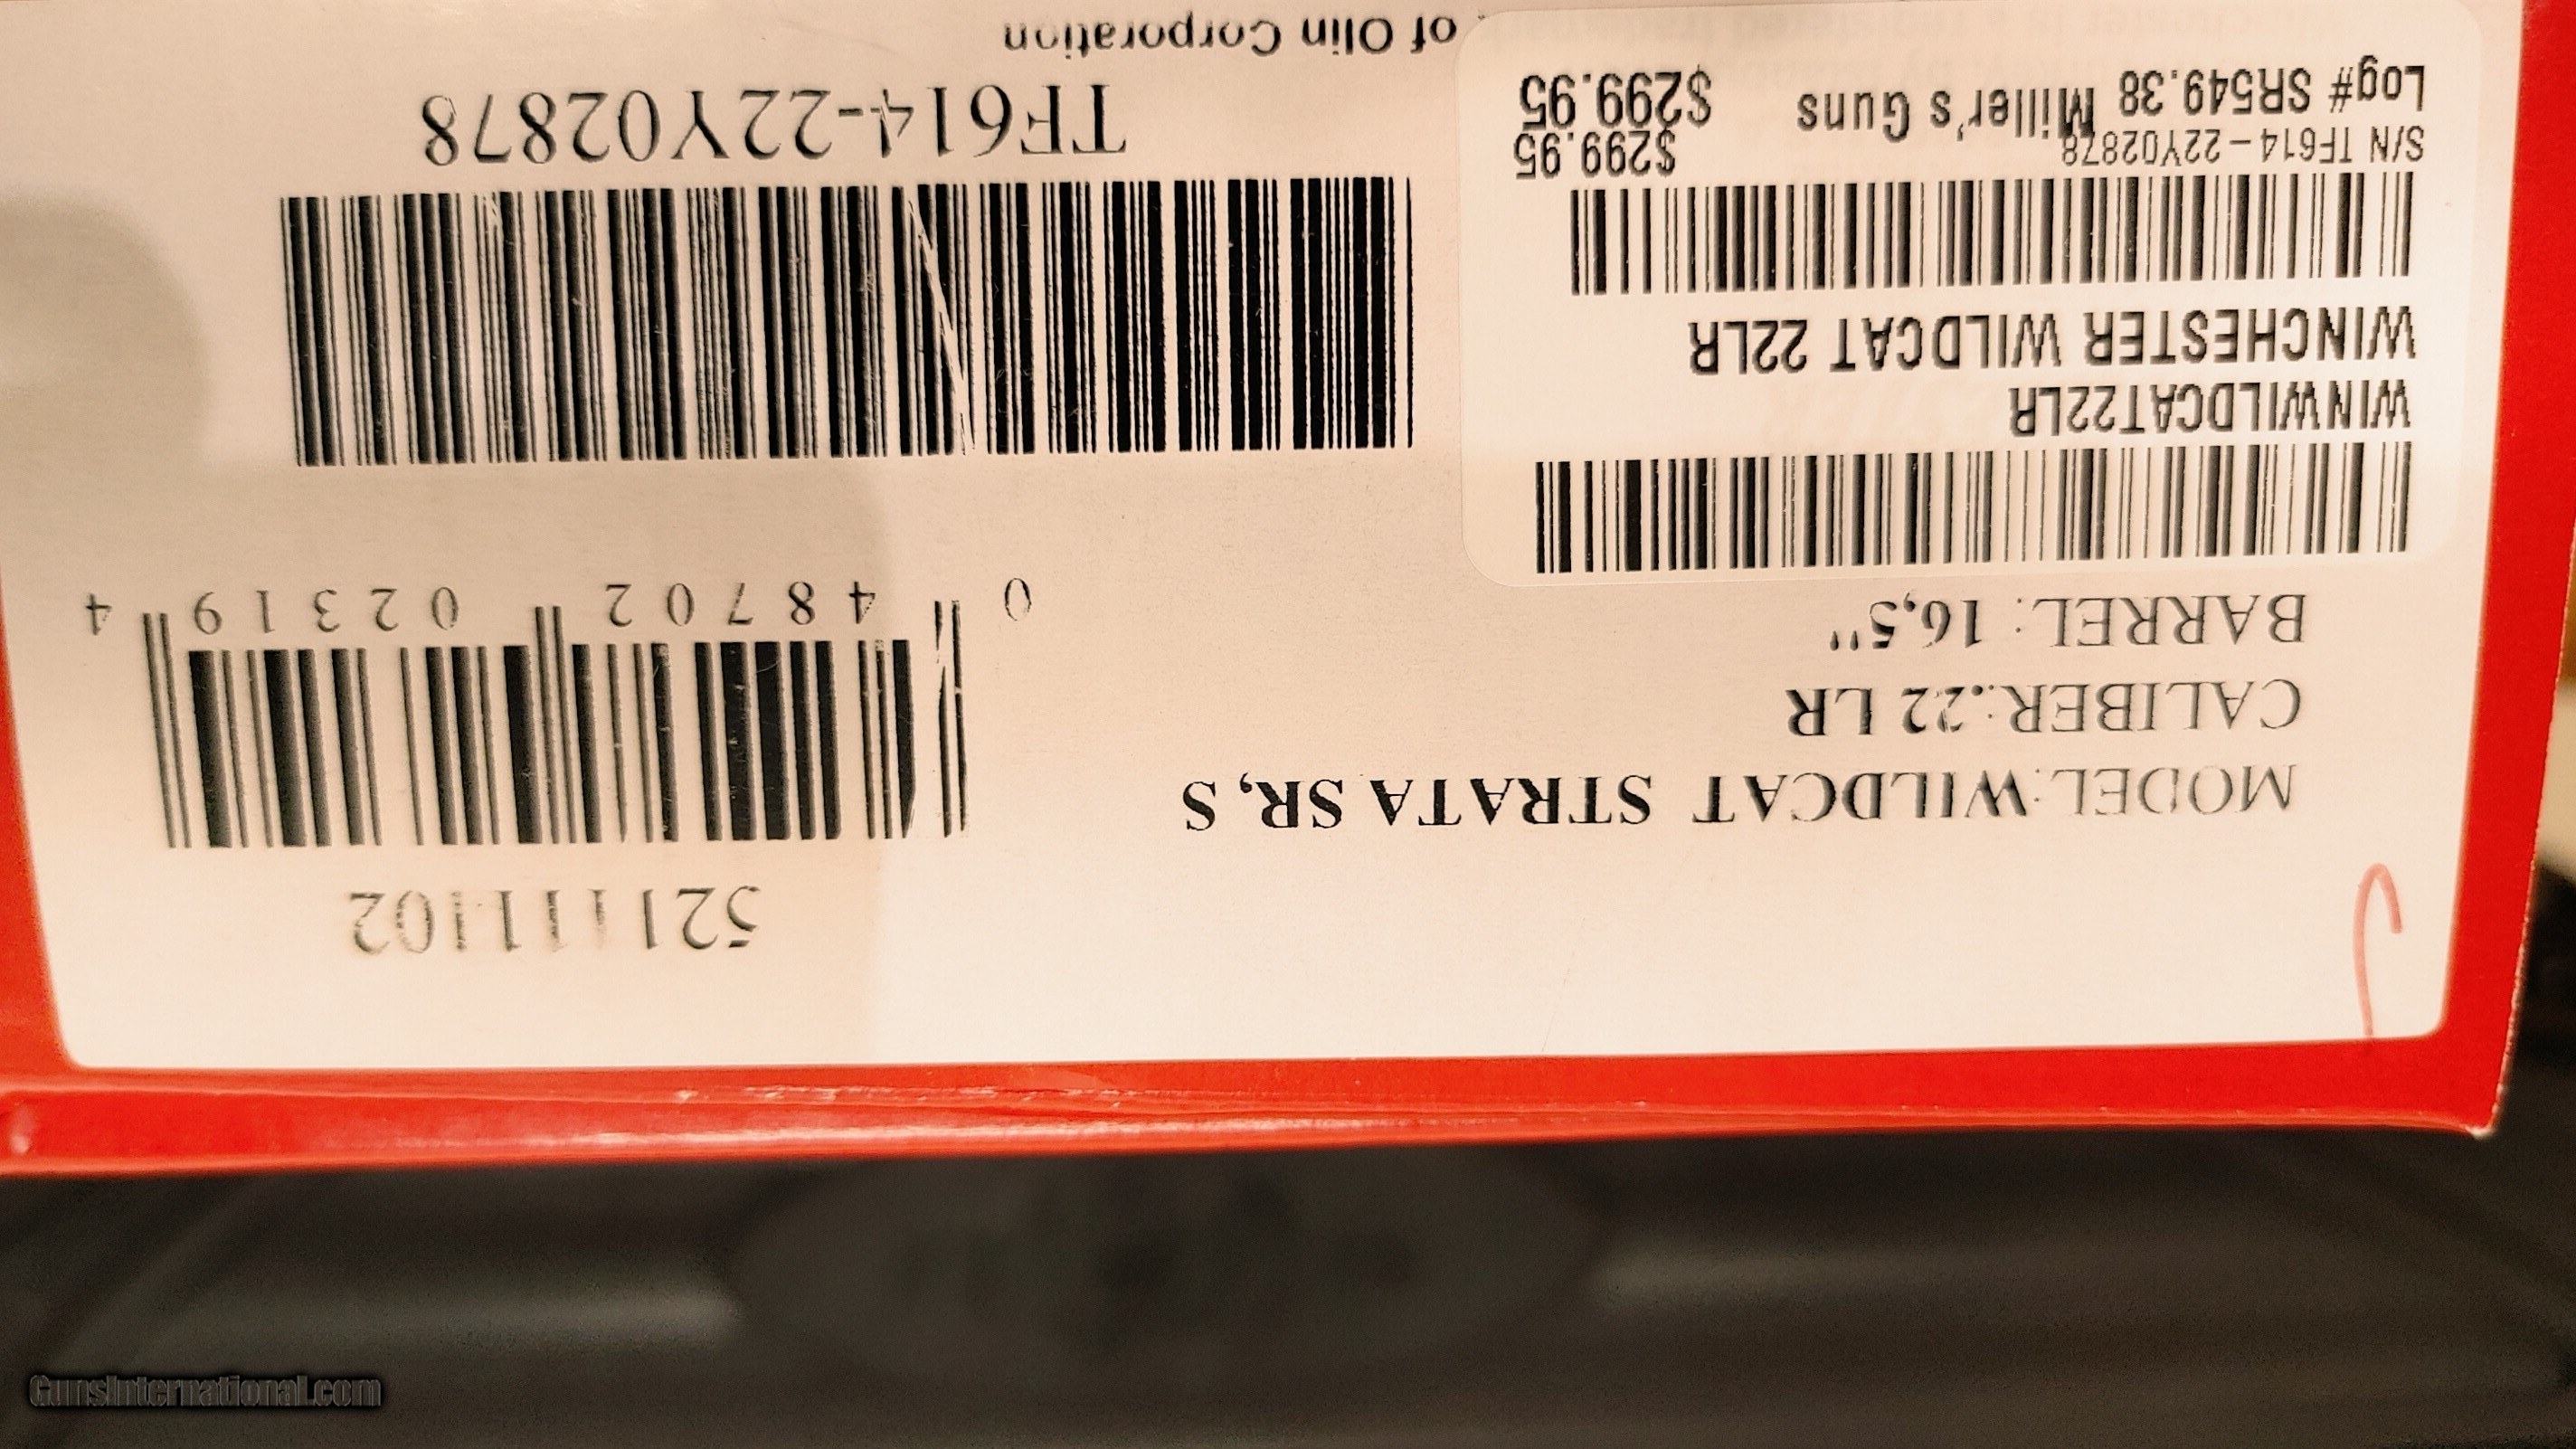 52111102
MODEL:WILDCAT STRATA SR, S
CALIBER:.22 LR
BARREL: 16,5"
0 48702 02319 4
WINWILDCAT22LR
WINCHESTER WILDCAT 22LR
S/N TF614-22Y02878
$299.95
Log# SR549.38
Miller's Guns
$299.95
TF614-22Y02878
of Olin Corporation
GunsInternational.com